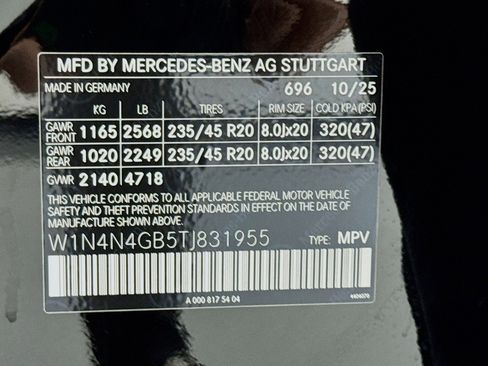 MFD BY MERCEDES-BENZ AG STUTTGART
MADE IN GERMANY 696 10/25
KG LB TIRES RIM SIZE COLD KPA(PSI)
GAWR FRONT 1165 2568 235/45 R20 8.0Jx20 320(47)
GAWR REAR 1020 2249 235/45 R20 8.0Jx20 320(47)
GWR 2140 4718
THIS VEHICLE CONFORMS TO ALL APPLICABLE FEDERAL MOTOR VEHICLE
SAFETY AND THEFT PREVENTION STANDARDS IN EFFECT ON THE DATE
OF MANUFACTURE SHOWN ABOVE.
W1N4N4GB5TJ831955 TYPE: MPV
A 000 817 54 04